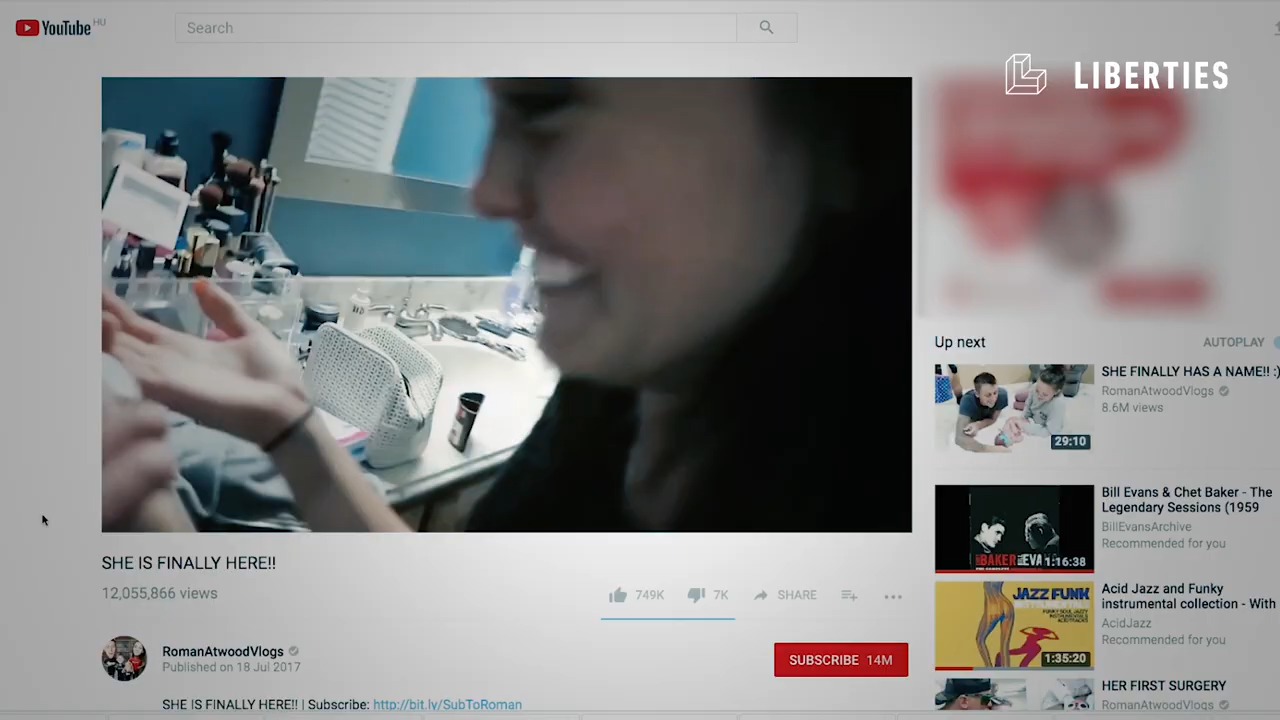 YouTube HU
Search
LIBERTIES
SHE IS FINALLY HERE!!
12,055,866 views
749K
7K
SHARE
RomanAtwoodVlogs
Published on 18 Jul 2017
SUBSCRIBE 14M
SHE IS FINALLY HERE!! | Subscribe: http://bit.ly/SubToRoman
Up next
AUTOPLAY
29:10
SHE FINALLY HAS A NAME!! :)
RomanAtwoodVlogs
8.6M views
BAKER EVA
1:16:38
Bill Evans & Chet Baker - The
Legendary Sessions (1959
BillEvansArchive
Recommended for you
JAZZ FUNK
1:35:20
Acid Jazz and Funky
instrumental collection - With
AcidJazz
Recommended for you
HER FIRST SURGERY
RomanAtwoodVlogs